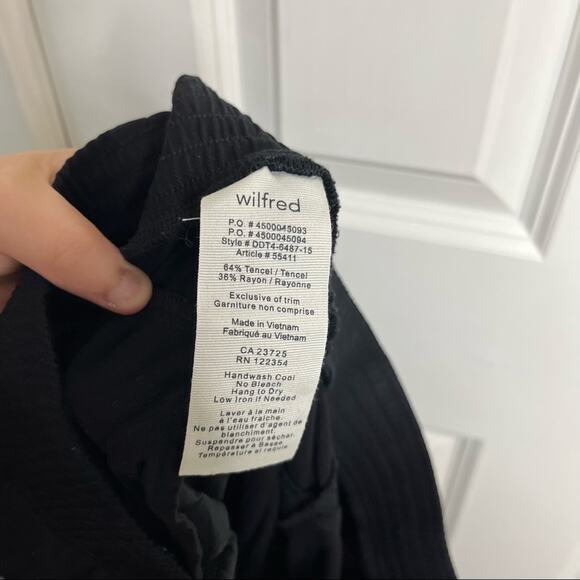 wilfred
P.O. # 4500045093
P.O. # 4500045094
Style # DDT4-6487-15
Article # 55411
64% Tencel / Tencel
36% Rayon / Rayonne
Exclusive of trim
Garniture non comprise
Made in Vietnam
Fabriqué au Vietnam
CA 23725
RN 122354
Handwash Cool
No Bleach
Hang to Dry
Low Iron if Needed
Laver à la main
à l'eau fraîche.
Ne pas utiliser d'agent de
blanchiment.
Suspendre pour sécher.
Repasser à Basse
Température si requis